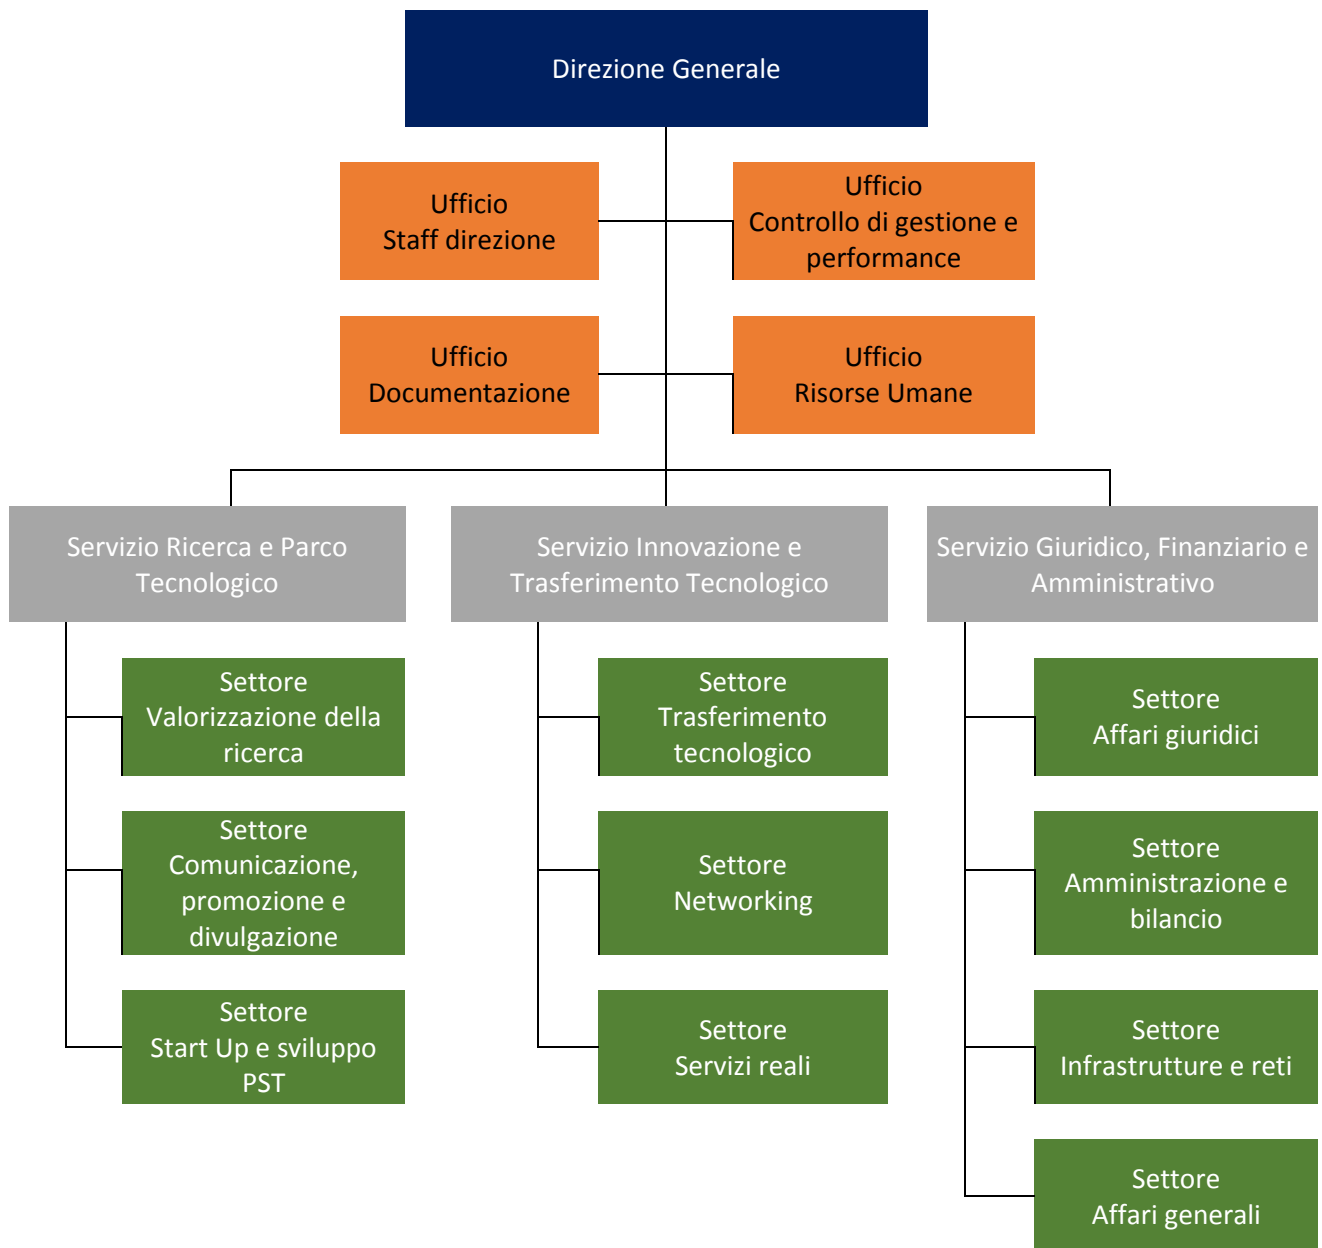 Direzione Generale
Ufficio
Staff direzione
Ufficio
Controllo di gestione e
performance
Ufficio
Documentazione
Ufficio
Risorse Umane
Servizio Ricerca e Parco
Tecnologico
Servizio Innovazione e
Trasferimento Tecnologico
Servizio Giuridico, Finanziario e
Amministrativo
Settore
Valorizzazione della
ricerca
Settore
Comunicazione,
promozione e
divulgazione
Settore
Start Up e sviluppo
PST
Settore
Trasferimento
tecnologico
Settore
Networking
Settore
Servizi reali
Settore
Affari giuridici
Settore
Amministrazione e
bilancio
Settore
Infrastrutture e reti
Settore
Affari generali